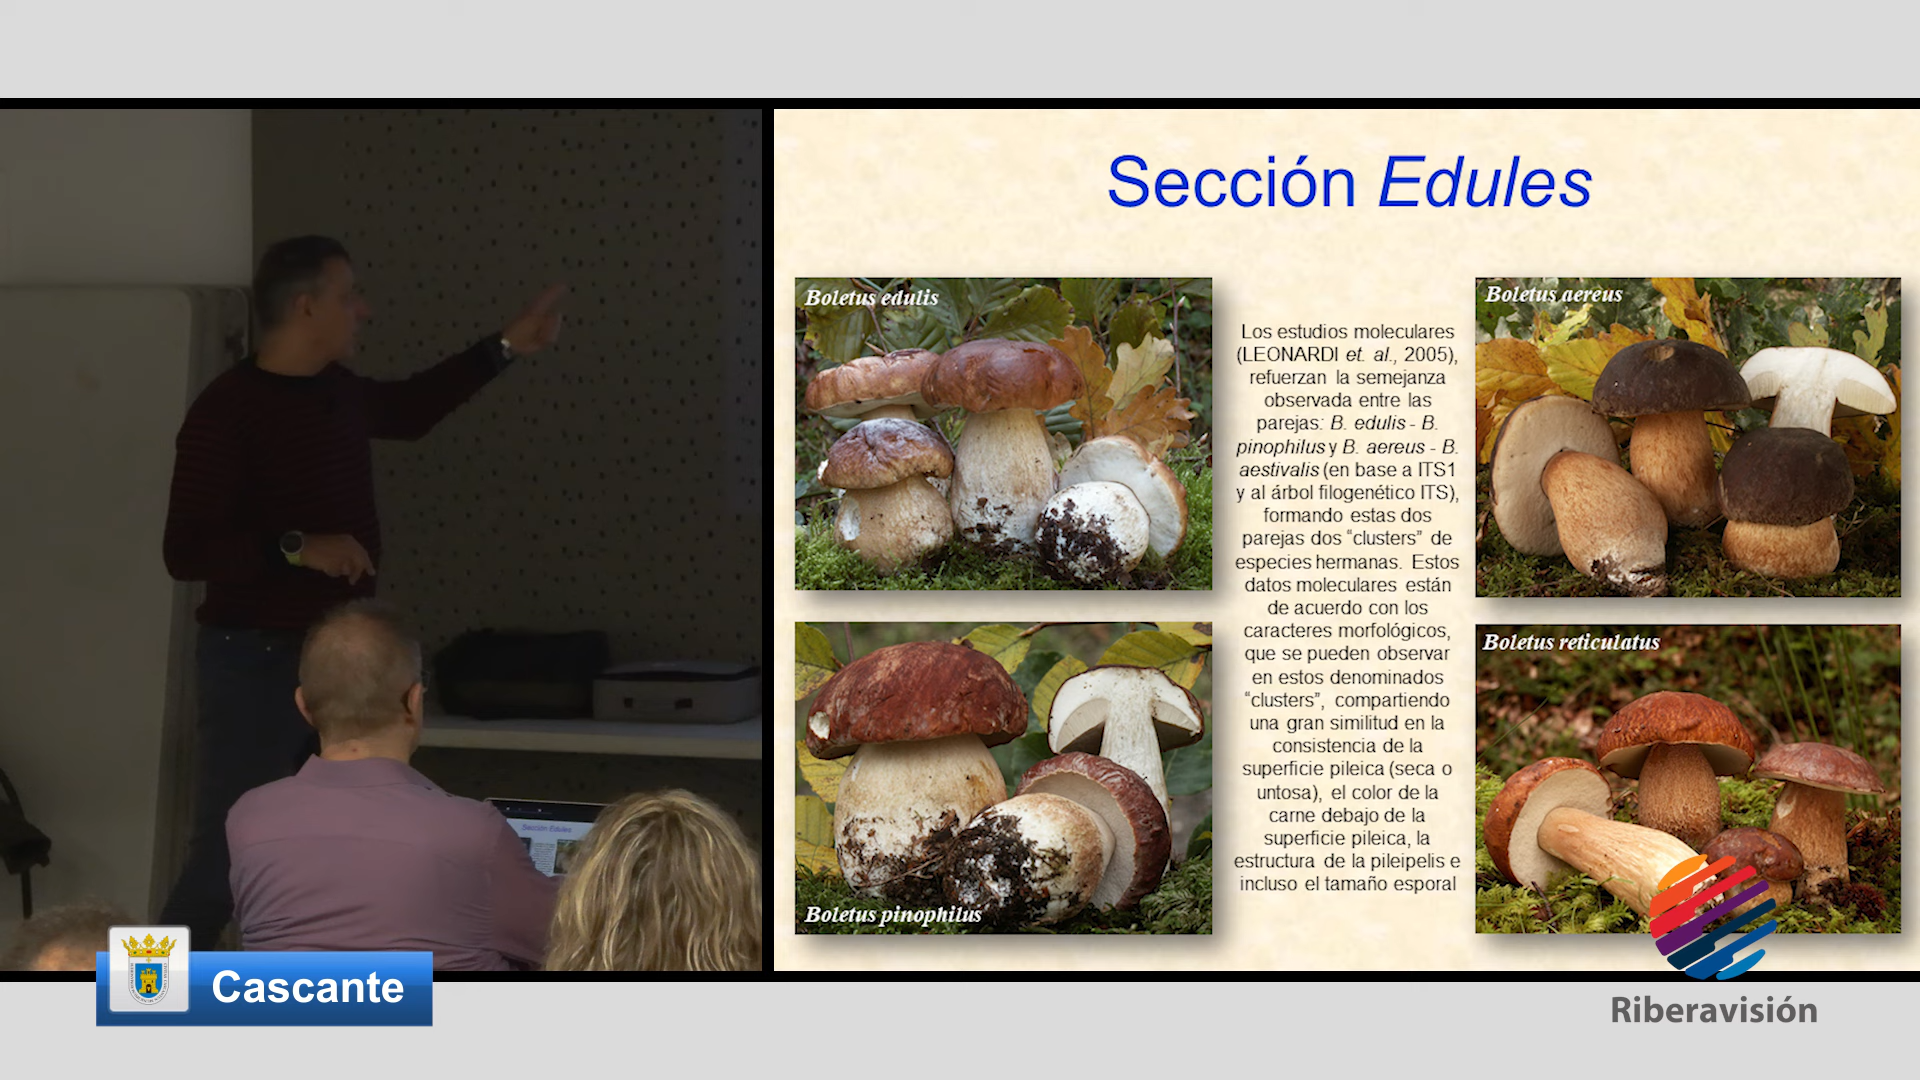 Sección Edules
Boletus edulis
Boletus pinophilus
Los estudios moleculares
(LEONARDI et. al., 2005),
refuerzan la semejanza
observada entre las
parejas: B. edulis - B.
pinophilus y B. aereus - B.
aestivalis (en base a ITS1
y al árbol filogenético ITS),
formando estas dos
parejas dos “clusters” de
especies hermanas. Estos
datos moleculares están
de acuerdo con los
caracteres morfológicos,
que se pueden observar
en estos denominados
“clusters”, compartiendo
una gran similitud en la
consistencia de la
superficie pileica (seca o
untosa), el color de la
carne debajo de la
superficie pileica, la
estructura de la pileipelis e
incluso el tamaño esporal
Boletus aereus
Boletus reticulatus
Sección Edules
Cascante
Riberavisión